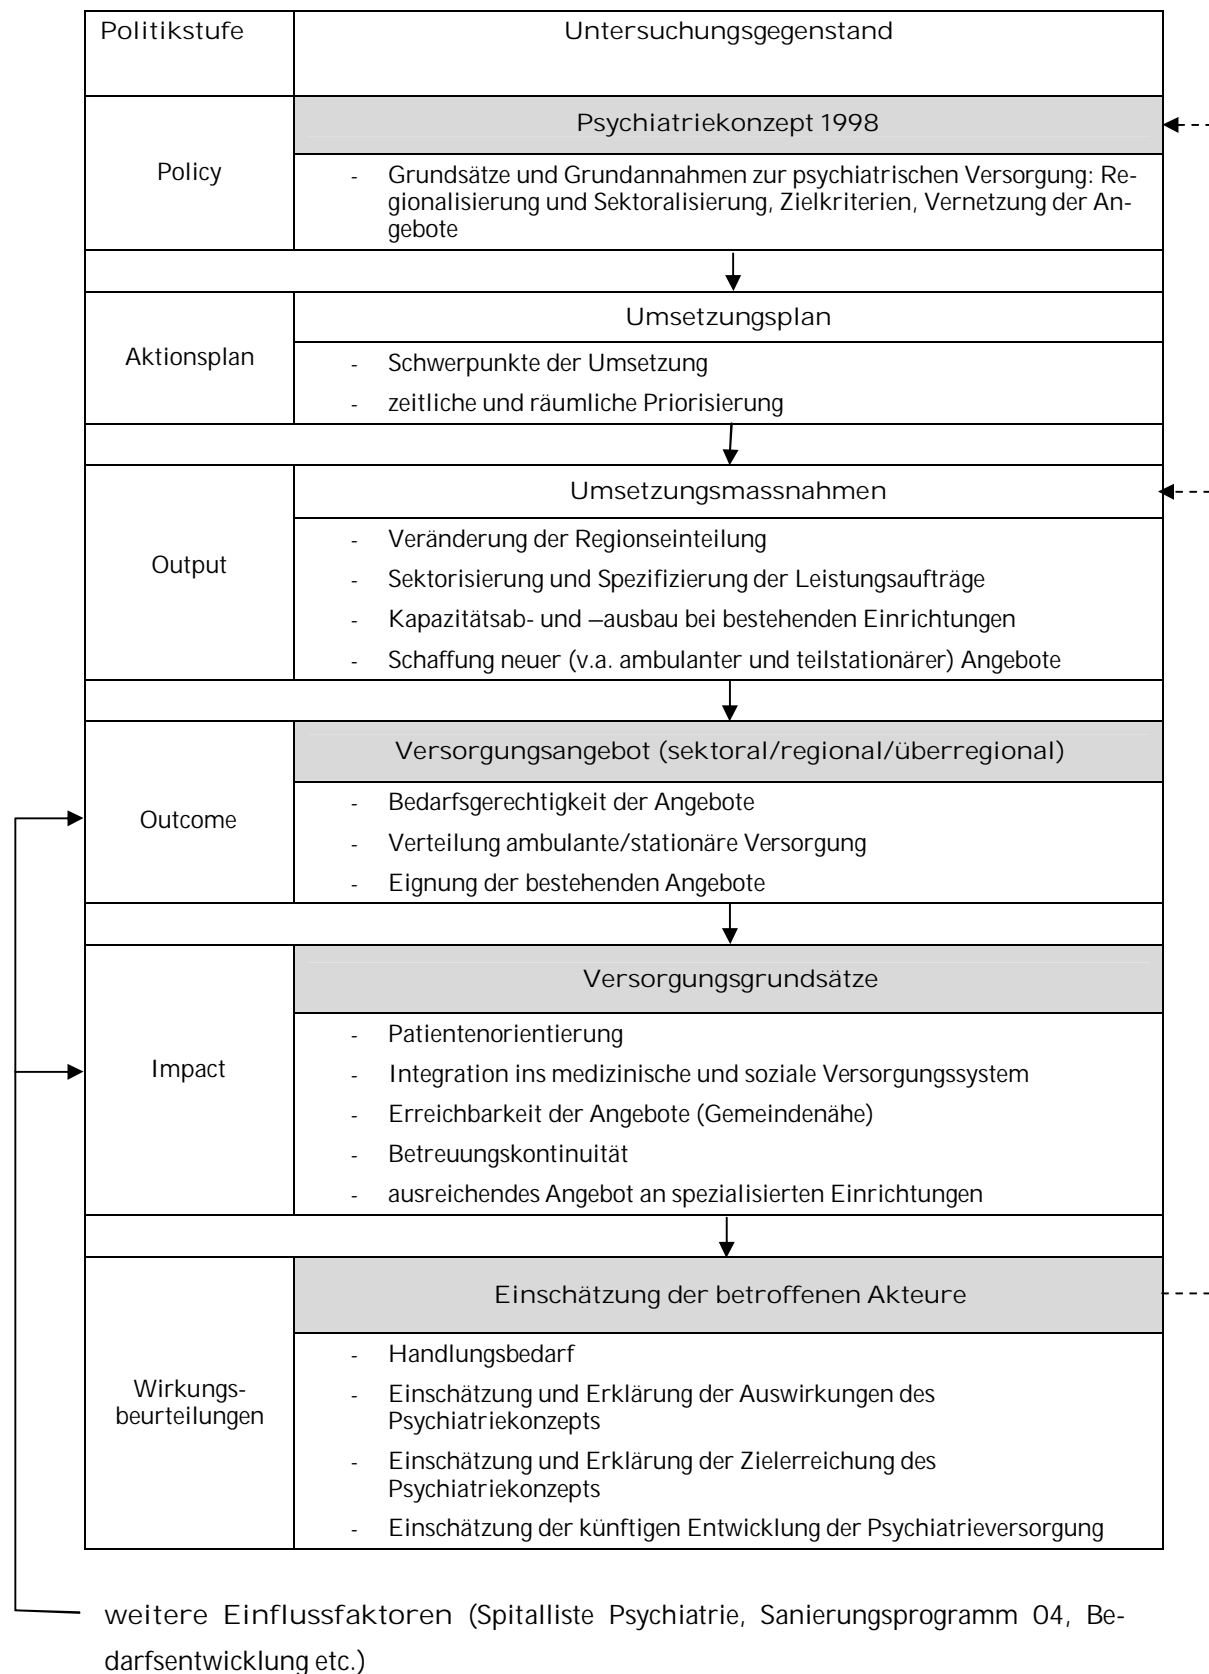 Politikstufe
Untersuchungsgegenstand
Policy
Psychiatriekonzept 1998
- Grundsätze und Grundannahmen zur psychiatrischen Versorgung: Re-
gionalisierung und Sektoralisierung, Zielkriterien, Vernetzung der An-
gebote
Aktionsplan
Umsetzungsplan
- Schwerpunkte der Umsetzung
- zeitliche und räumliche Priorisierung
Output
Umsetzungsmassnahmen
- Veränderung der Regionseinteilung
- Sektorisierung und Spezifizierung der Leistungsaufträge
- Kapazitätsab- und –ausbau bei bestehenden Einrichtungen
- Schaffung neuer (v.a. ambulanter und teilstationärer) Angebote
Outcome
Versorgungsangebot (sektoral/regional/überregional)
- Bedarfsgerechtigkeit der Angebote
- Verteilung ambulante/stationäre Versorgung
- Eignung der bestehenden Angebote
Impact
Versorgungsgrundsätze
- Patientenorientierung
- Integration ins medizinische und soziale Versorgungssystem
- Erreichbarkeit der Angebote (Gemeindenähe)
- Betreuungskontinuität
- ausreichendes Angebot an spezialisierten Einrichtungen
Wirkungs-
beurteilungen
Einschätzung der betroffenen Akteure
- Handlungsbedarf
- Einschätzung und Erklärung der Auswirkungen des
Psychiatriekonzepts
- Einschätzung und Erklärung der Zielerreichung des
Psychiatriekonzepts
- Einschätzung der künftigen Entwicklung der Psychiatrieversorgung
weitere Einflussfaktoren (Spitalliste Psychiatrie, Sanierungsprogramm 04, Be-
darfsentwicklung etc.)